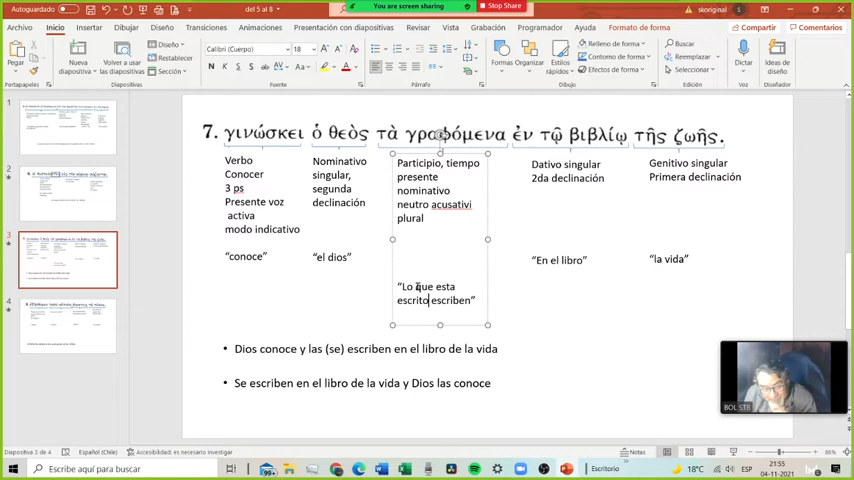 Autoguardado
del 5 al 8
You are screen sharing
Stop Share
skoriginal
S
Archivo
Inicio
Insertar
Dibujar
Diseño
Transiciones
Animaciones
Presentación con diapositivas
Revisar
Vista
Grabación
Programador
Ayuda
Formato de forma
Compartir
Comentarios
Pegar
Nueva diapositiva
Volver a usar las diapositivas
Diseño
Restablecer
Sección
Calibri (Cuerpo)
18
Formas
Organizar
Estilos rápidos
Relleno de forma
Contorno de forma
Efectos de forma
Buscar
Reemplazar
Seleccionar
Dictar
Ideas de diseño
Portapapeles
Diapositivas
Fuente
Párrafo
Dibujo
Edición
Voz
Diseñador
1
2
3
4
7. γινώσκει ὁ θεὸς τὰ γραφόμενα ἐν τῷ βιβλίῳ τῆς ζωῆς.
Verbo
Conocer
3 ps
Presente voz
activa
modo indicativo
"conoce"
Nominativo
singular,
segunda
declinación
"el dios"
Participio, tiempo
presente
nominativo
neutro acusativi
plural
"Lo que esta
escrito escriben"
Dativo singular
2da declinación
"En el libro"
Genitivo singular
Primera declinación
"la vida"
• Dios conoce y las (se) escriben en el libro de la vida
• Se escriben en el libro de la vida y Dios las conoce
BOL STB
Diapositiva 3 de 4
Español (Chile)
Accesibilidad: es necesario investigar
Notas
86%
Escribe aquí para buscar
99+
Escritorio
18°C
ESP
21:55
04-11-2021